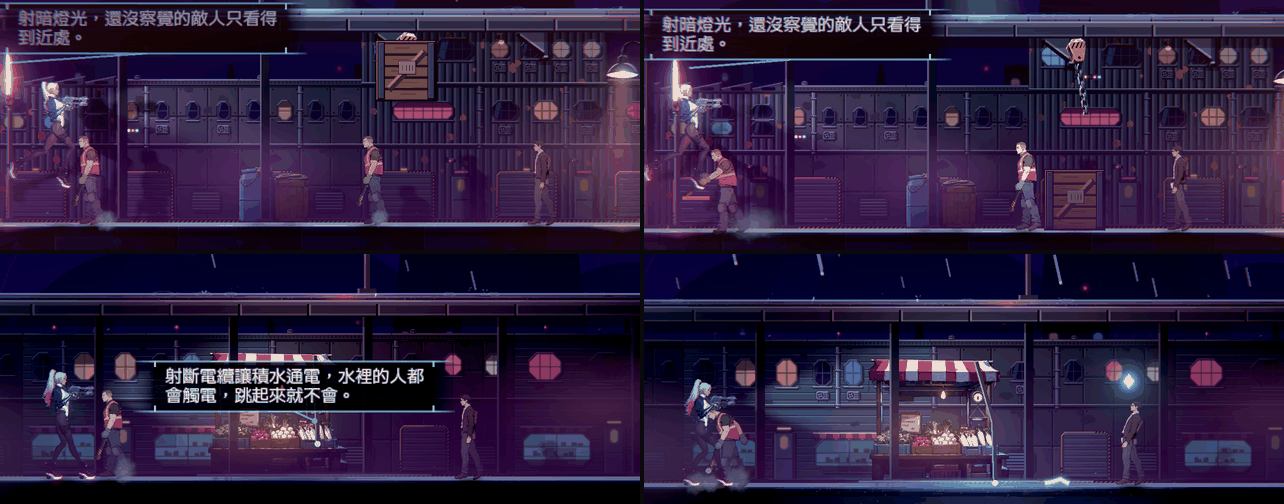 射暗燈光，還沒察覺的敵人只看得
到近處。
射暗燈光，還沒察覺的敵人只看得
到近處。
射斷電纜讓積水通電，水裡的人都
會觸電，跳起來就不會。